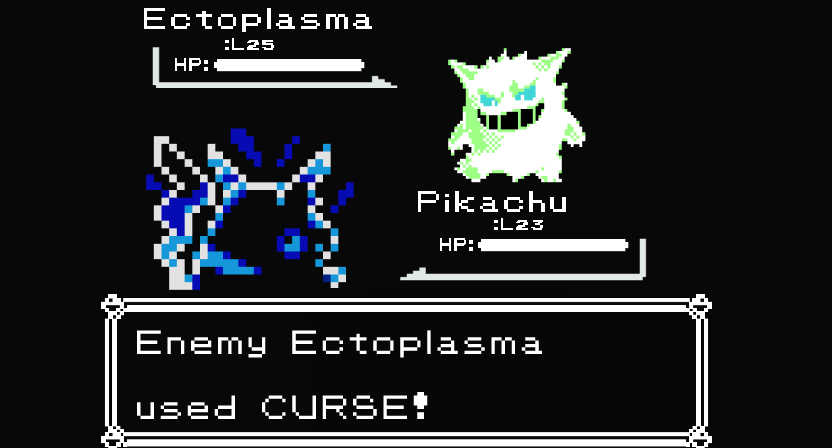 Ectoplasma
:L25
HP:
Pikachu
:L23
HP:
Enemy Ectoplasma
used CURSE!